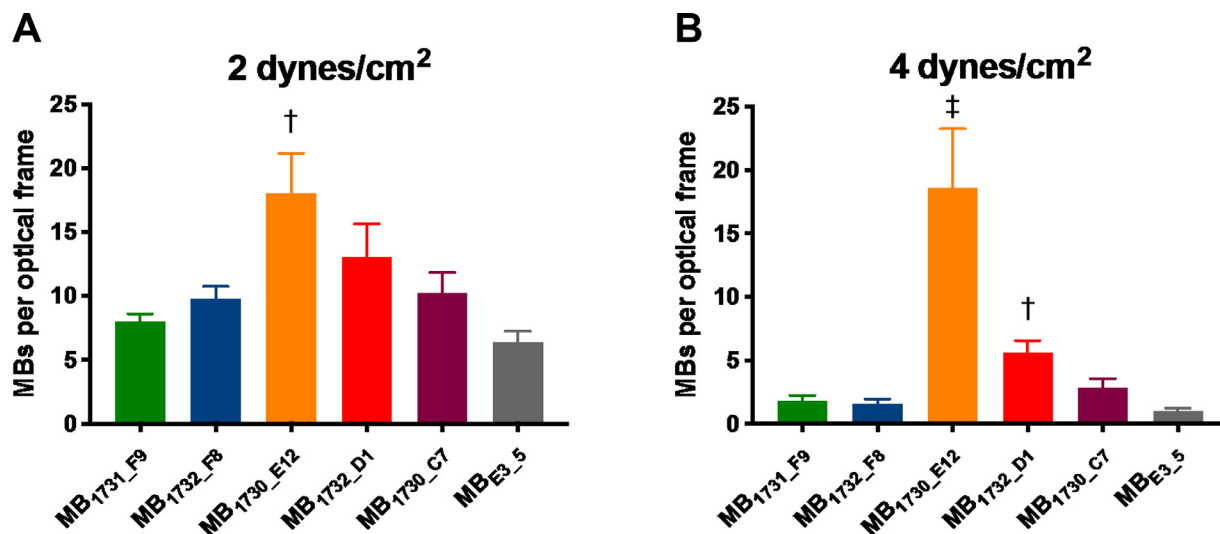 A
2 dynes/cm²
†
MBs per optical frame
25
20
15
10
5
0
MB1731_F9
MB1732_F8
MB1730_E12
MB1732_D1
MB1730_C7
MBE3_5
B
4 dynes/cm²
‡
†
MBs per optical frame
25
20
15
10
5
0
MB1731_F9
MB1732_F8
MB1730_E12
MB1732_D1
MB1730_C7
MBE3_5